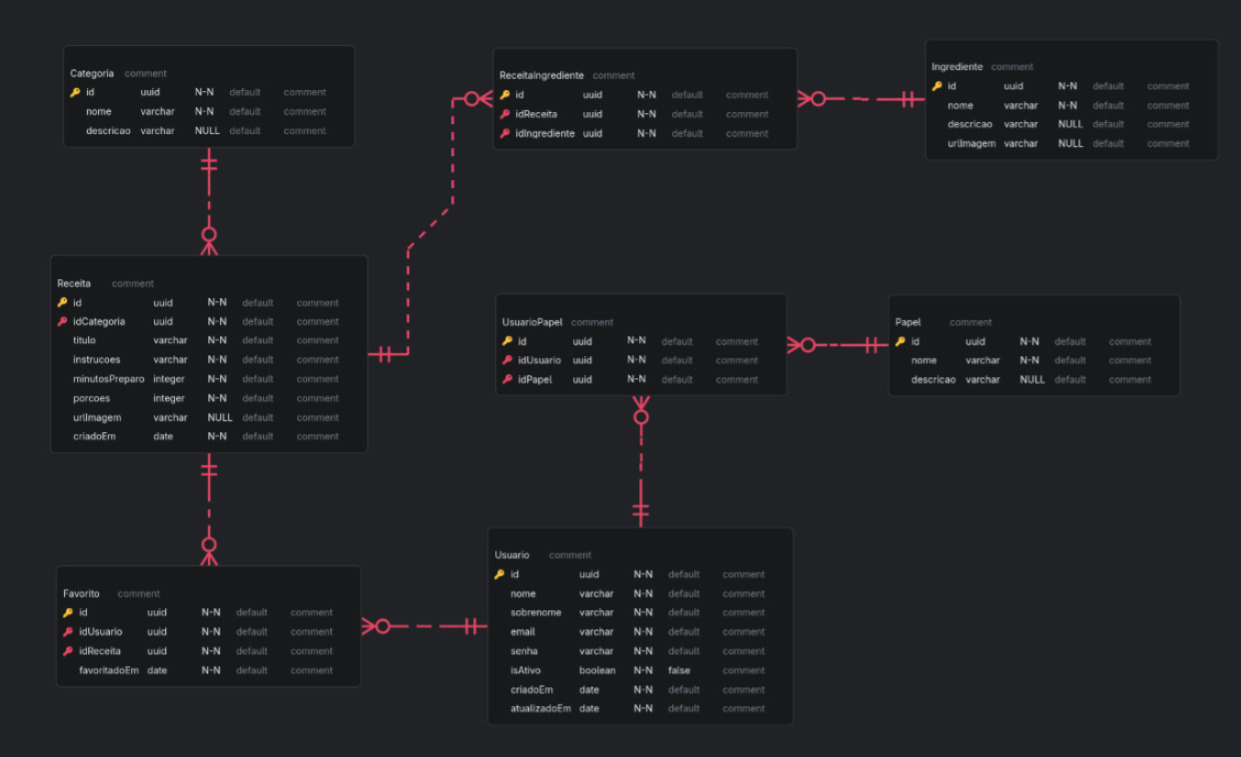 Categoria comment
id uuid N-N default comment
nome varchar N-N default comment
descricao varchar NULL default comment
ReceitaIngrediente comment
id uuid N-N default comment
idReceita uuid N-N default comment
idIngrediente uuid N-N default comment
Ingrediente comment
id uuid N-N default comment
nome varchar N-N default comment
descricao varchar NULL default comment
urlImagem varchar NULL default comment
Receita comment
id uuid N-N default comment
idCategoria uuid N-N default comment
titulo varchar N-N default comment
instrucoes varchar N-N default comment
minutosPreparo integer N-N default comment
porcoes integer N-N default comment
urlImagem varchar NULL default comment
criadoEm date N-N default comment
UsuarioPapel comment
id uuid N-N default comment
idUsuario uuid N-N default comment
idPapel uuid N-N default comment
Papel comment
id uuid N-N default comment
nome varchar N-N default comment
descricao varchar NULL default comment
Favorito comment
id uuid N-N default comment
idUsuario uuid N-N default comment
idReceita uuid N-N default comment
favoritadoEm date N-N default comment
Usuario comment
id uuid N-N default comment
nome varchar N-N default comment
sobrenome varchar N-N default comment
email varchar N-N default comment
senha varchar N-N default comment
isAtivo boolean N-N false comment
criadoEm date N-N default comment
atualizadoEm date N-N default comment